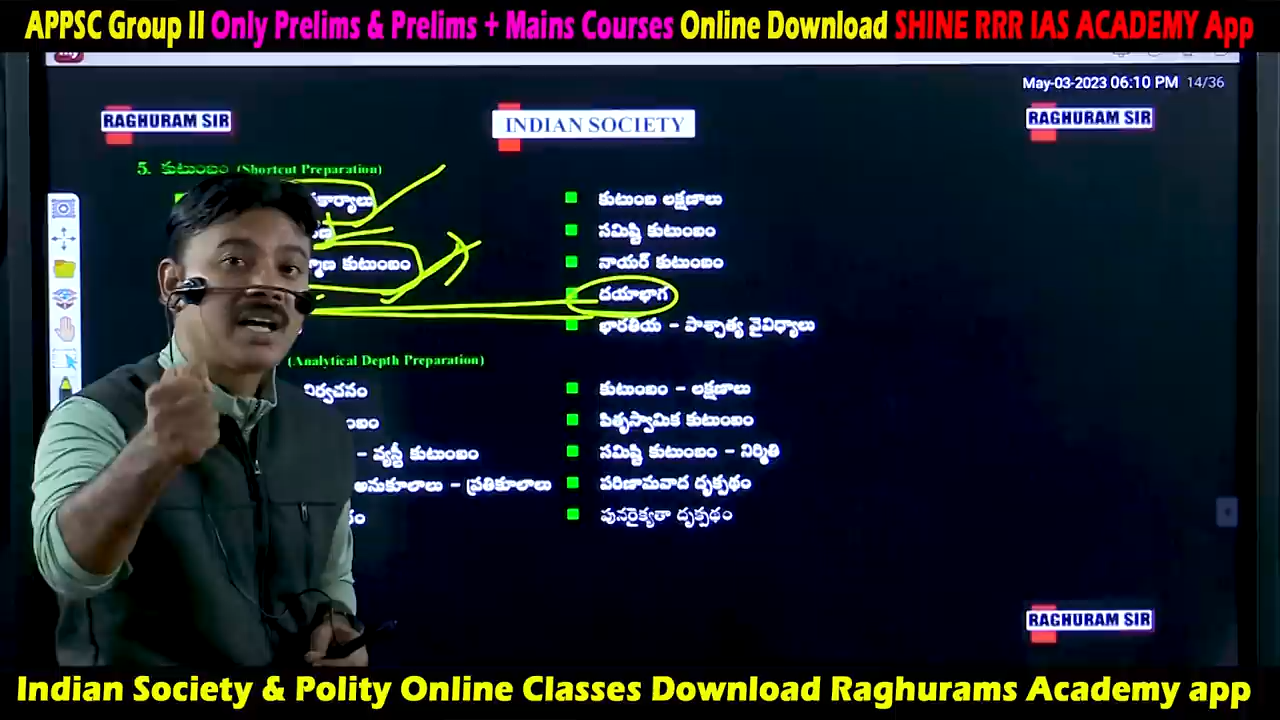 APPSC Group II Only Prelims & Prelims + Mains Courses Online Download SHINE RRR IAS ACADEMY App
May-03-2023 06:10 PM 14/36
RAGHURAM SIR
INDIAN SOCIETY
RAGHURAM SIR
5. కుటుంబం (Shortcut Preparation)
కుటుంబ లక్షణాలు
సమిష్టి కుటుంబం
కుటుంబం
నాయర్ కుటుంబం
దయాభాగ
భారతీయ - పాశ్చాత్య వైవిధ్యాలు
(Analytical Depth Preparation)
నిర్వచనం
కుటుంబం - లక్షణాలు
పితృస్వామిక కుటుంబం
- వ్యష్టి కుటుంబం
సమిష్టి కుటుంబం - నిర్మితి
అనుకూలాలు - ప్రతికూలాలు
పరిణామవాద దృక్పథం
పునరైక్యతా దృక్పథం
RAGHURAM SIR
Indian Society & Polity Online Classes Download Raghurams Academy app